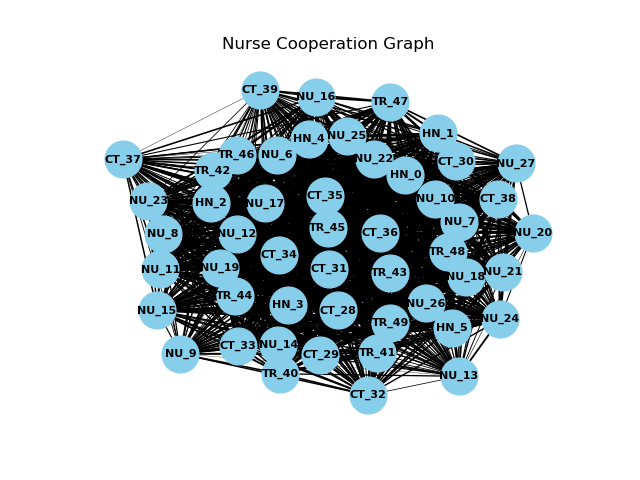 Nurse Cooperation Graph
CT_39
NU_16
TR_47
HN_1
HN_4
NU_25
TR_46
NU_6
NU_22
CT_30
CT_37
NU_27
TR_42
HN_0
NU_23
HN_2
NU_17
CT_35
NU_10
CT_38
NU_7
NU_8
NU_12
TR_45
CT_36
NU_20
TR_48
CT_34
NU_11
NU_19
CT_31
TR_43
NU_18
NU_21
TR_44
NU_15
HN_3
CT_28
NU_26
NU_24
TR_49
HN_5
NU_9
CT_33
NU_14
CT_29
TR_41
TR_40
NU_13
CT_32